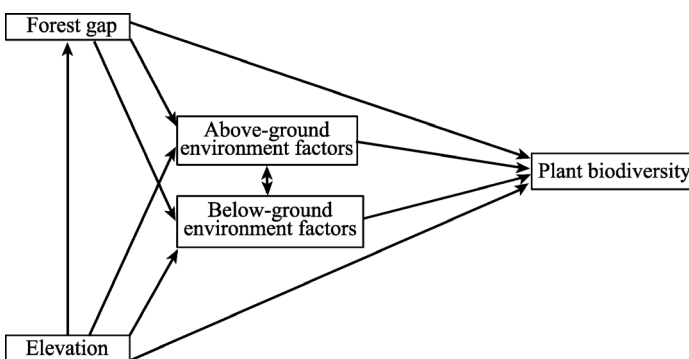 Forest gap
Above-ground
environment factors
Plant biodiversity
Below-ground
environment factors
Elevation